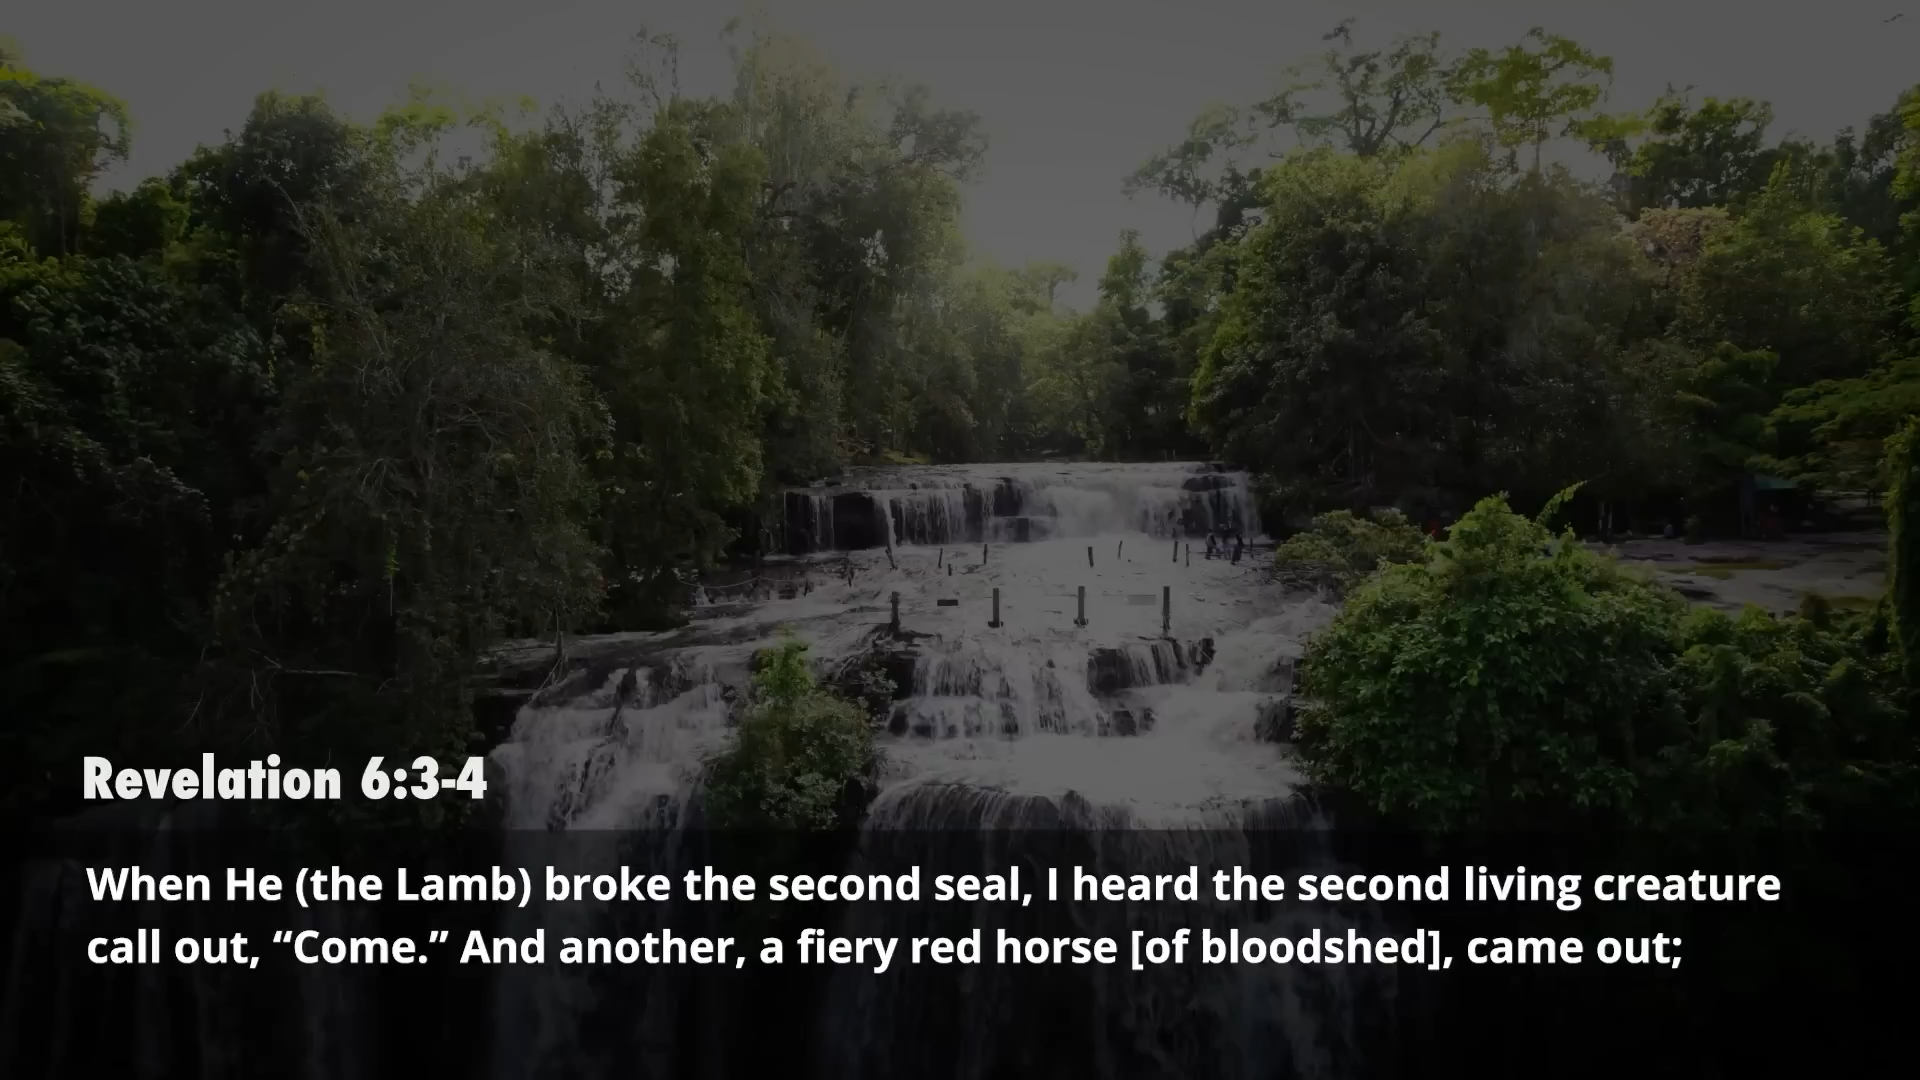 Revelation 6:3-4
When He (the Lamb) broke the second seal, I heard the second living creature
call out, “Come.” And another, a fiery red horse [of bloodshed], came out;